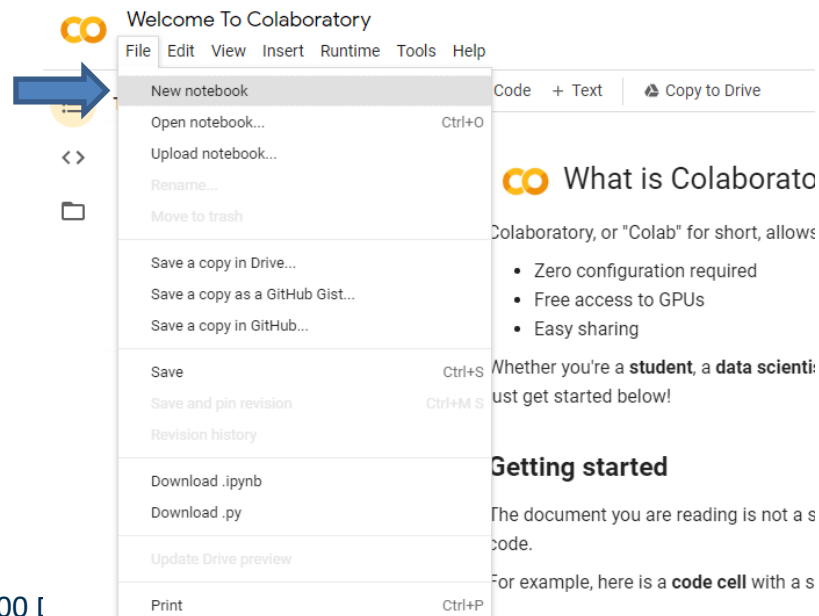 Welcome To Colaboratory
File Edit View Insert Runtime Tools Help
Code + Text Copy to Drive
New notebook
Open notebook... Ctrl+O
Upload notebook...
Rename...
Move to trash
Save a copy in Drive...
Save a copy as a GitHub Gist...
Save a copy in GitHub...
Save Ctrl+S
Save and pin revision Ctrl+M S
Revision history
Download .ipynb
Download .py
Update Drive preview
Print Ctrl+P
What is Colaborato
Colaboratory, or "Colab" for short, allows
• Zero configuration required
• Free access to GPUs
• Easy sharing
Whether you're a student, a data scientis
ust get started below!
Getting started
The document you are reading is not a s
code.
For example, here is a code cell with a s
00